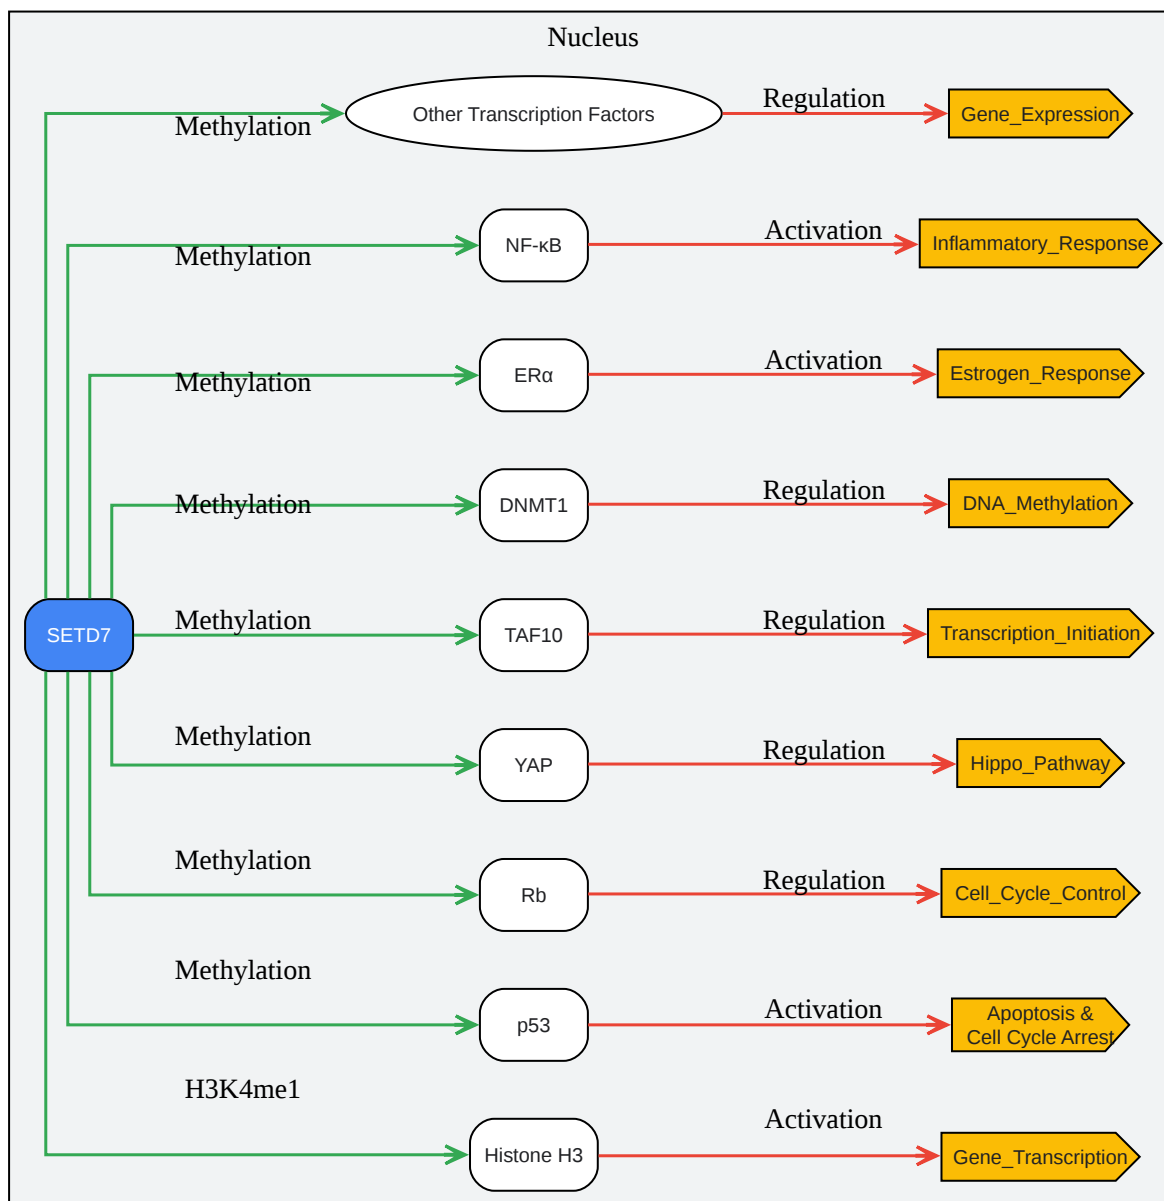 Nucleus
Methylation
Other Transcription Factors
Regulation
Gene_Expression
Methylation
NF-κB
Activation
Inflammatory_Response
Methylation
ERα
Activation
Estrogen_Response
Methylation
DNMT1
Regulation
DNA_Methylation
SETD7
Methylation
TAF10
Regulation
Transcription_Initiation
Methylation
YAP
Regulation
Hippo_Pathway
Methylation
Rb
Regulation
Cell_Cycle_Control
Methylation
p53
Activation
Apoptosis &
Cell Cycle Arrest
H3K4me1
Histone H3
Activation
Gene_Transcription